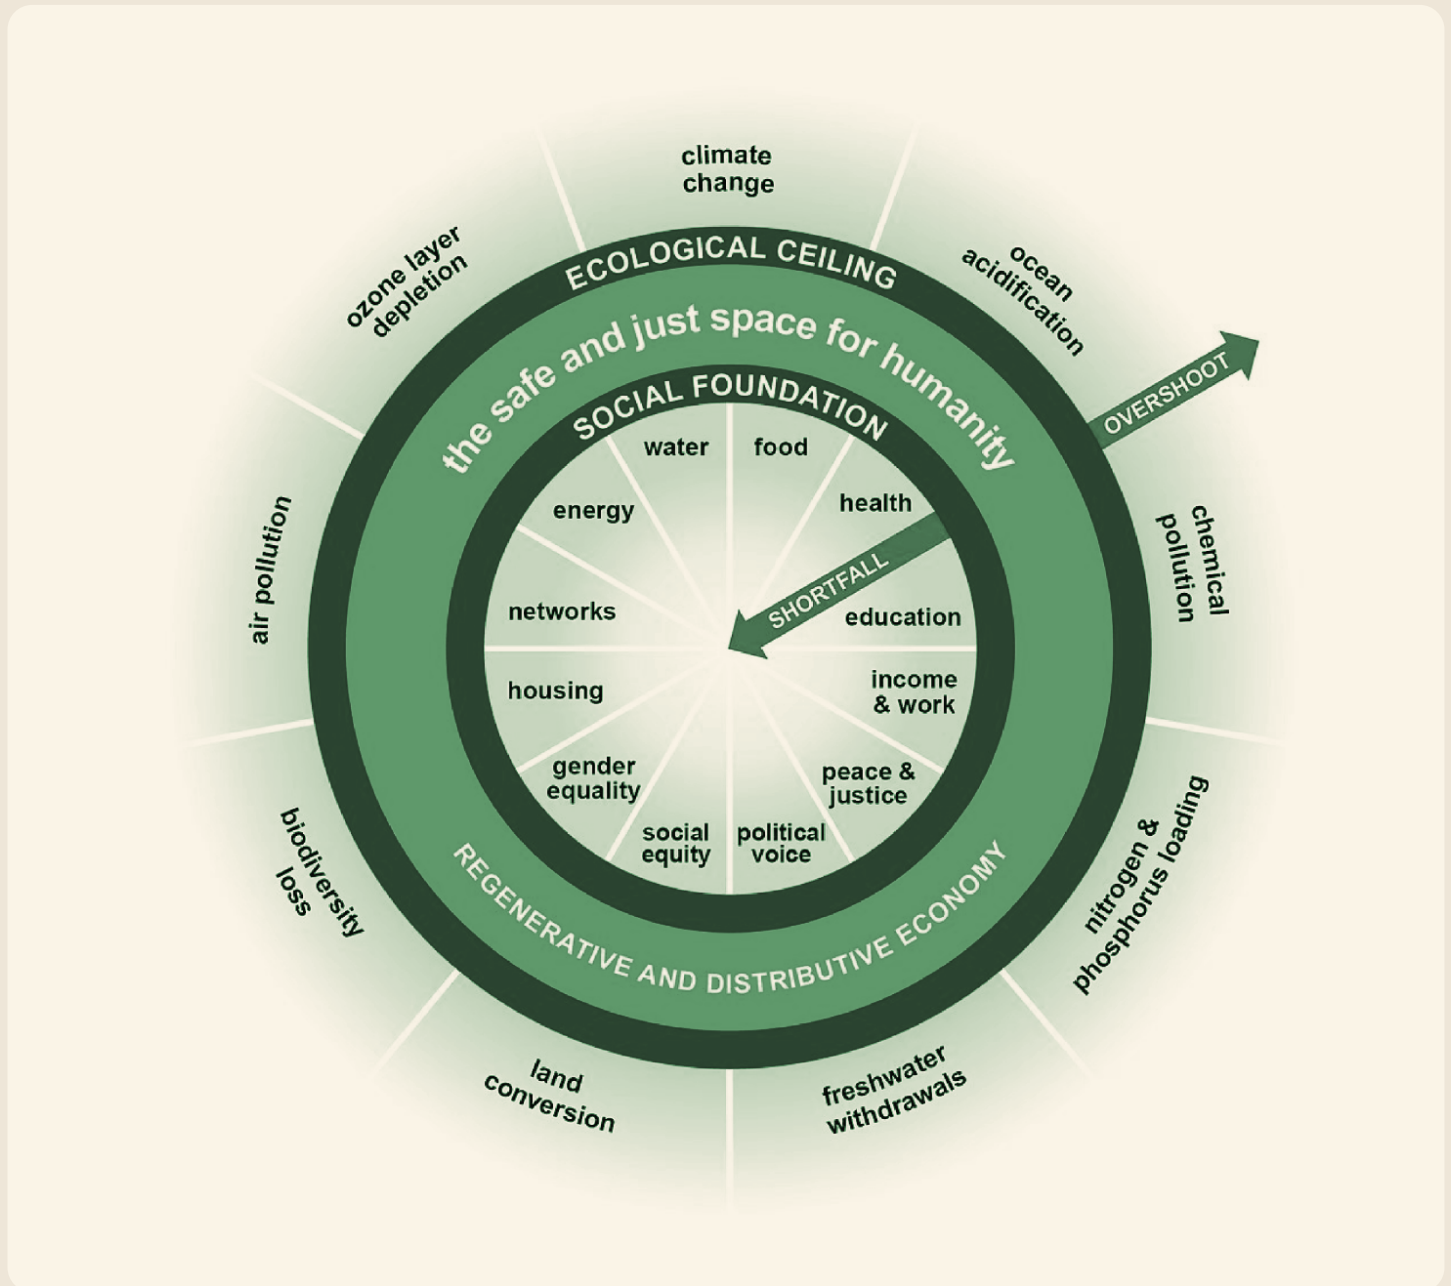 climate
change
ozone layer
depletion
ocean
acidification
ECOLOGICAL CEILING
the safe and just space for humanity
OVERSHOOT
SOCIAL FOUNDATION
water
food
energy
health
air pollution
chemical
pollution
SHORTFALL
networks
education
housing
income
& work
gender
equality
peace &
justice
social
equity
political
voice
biodiversity
loss
nitrogen &
phosphorus loading
REGENERATIVE AND DISTRIBUTIVE ECONOMY
land
conversion
freshwater
withdrawals